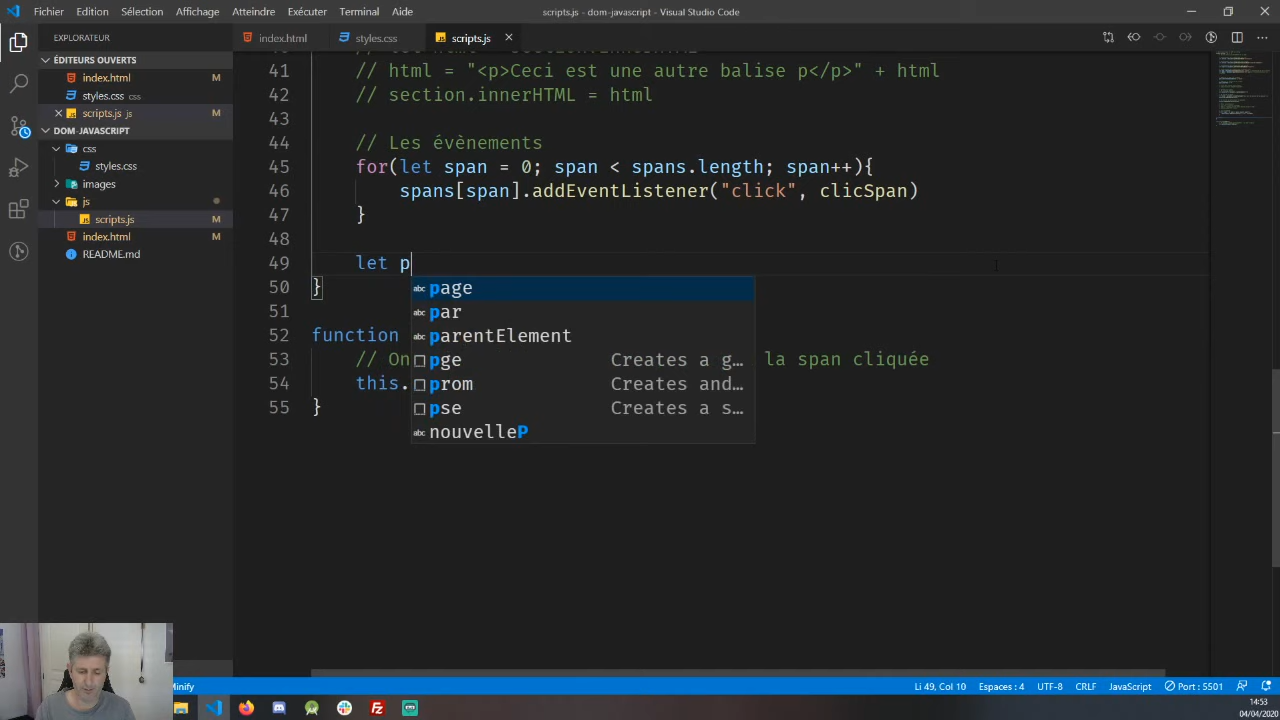 Fichier Edition Sélection Affichage Atteindre Exécuter Terminal Aide
scripts.js - dom-javascript - Visual Studio Code
EXPLORATEUR
ÉDITEURS OUVERTS
index.html M
styles.css css
scripts.js js M
DOM-JAVASCRIPT
css
styles.css
images
js
scripts.js M
index.html M
README.md
index.html
styles.css
scripts.js
41 // html = "<p>Ceci est une autre balise p</p>" + html
42 // section.innerHTML = html
43
44 // Les évènements
45 for(let span = 0; span < spans.length; span++){
46 spans[span].addEventListener("click", clicSpan)
47 }
48
49 let p
50 }
51
52 function
53 // On la span cliquée
54 this.
55 }
page
par
parentElement
pge Creates a g…
prom Creates and…
pse Creates a s…
nouvelleP
Minify
Li 49, Col 10 Espaces : 4 UTF-8 CRLF JavaScript Port : 5501
14:53
04/04/2020